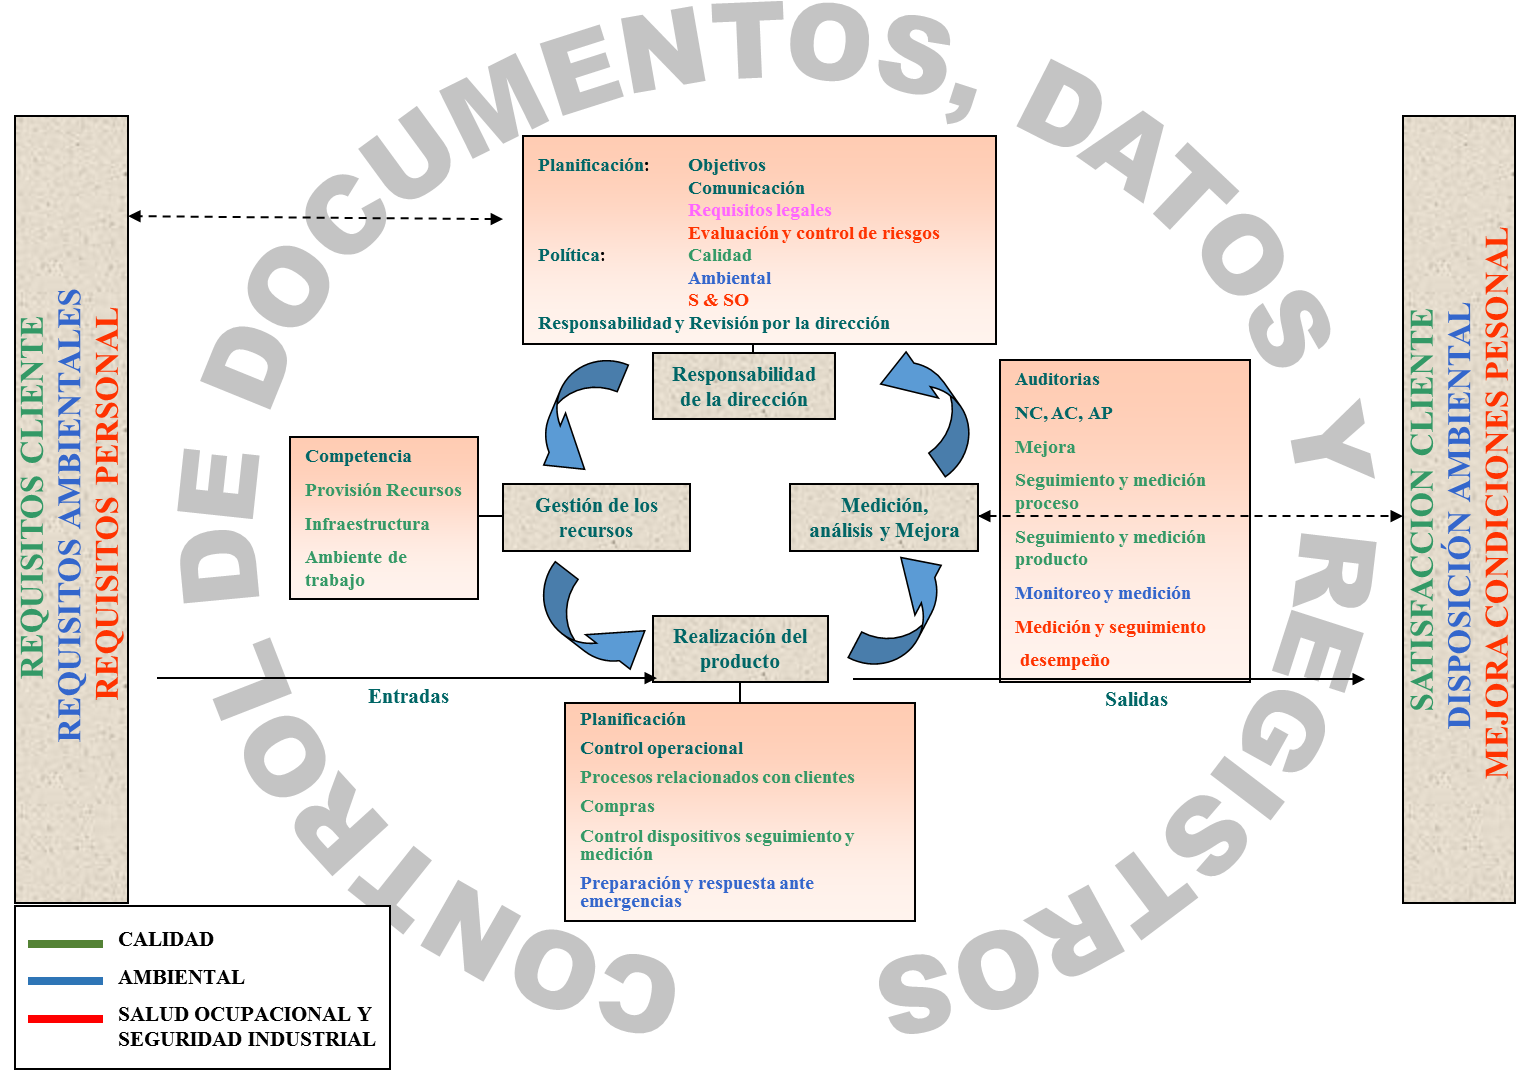 CONTROL DE DOCUMENTOS, DATOS Y REGISTROS
REQUISITOS CLIENTE
REQUISITOS AMBIENTALES
REQUISITOS PERSONAL
Planificación: Objetivos
Comunicación
Requisitos legales
Evaluación y control de riesgos
Política: Calidad
Ambiental
S & SO
Responsabilidad y Revisión por la dirección
Responsabilidad
de la dirección
Competencia
Provisión Recursos
Infraestructura
Ambiente de
trabajo
Gestión de los
recursos
Medición,
análisis y Mejora
Auditorias
NC, AC, AP
Mejora
Seguimiento y medición
proceso
Seguimiento y medición
producto
Monitoreo y medición
Medición y seguimiento
desempeño
Realización del
producto
Entradas
Salidas
Planificación
Control operacional
Procesos relacionados con clientes
Compras
Control dispositivos seguimiento y
medición
Preparación y respuesta ante
emergencias
SATISFACCION CLIENTE
DISPOSICIÓN AMBIENTAL
MEJORA CONDICIONES PESONAL
CALIDAD
AMBIENTAL
SALUD OCUPACIONAL Y
SEGURIDAD INDUSTRIAL